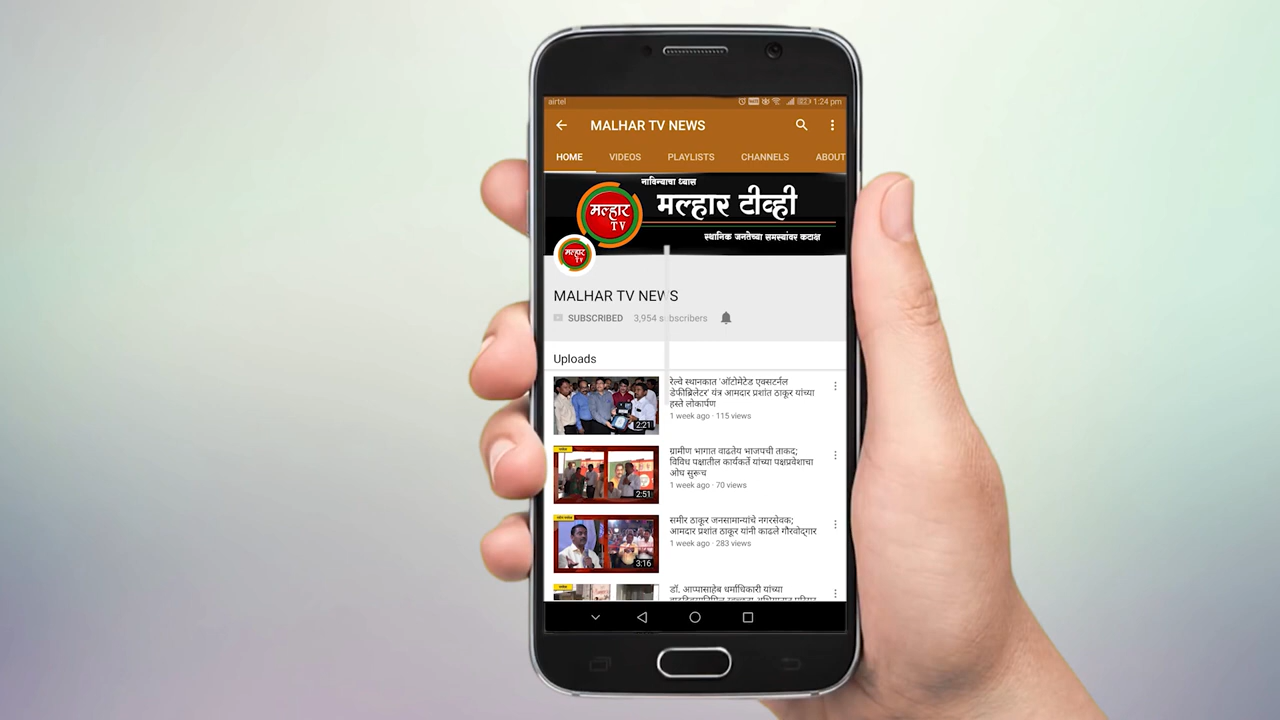 airtel
1:24 pm
MALHAR TV NEWS
HOME VIDEOS PLAYLISTS CHANNELS ABOUT
नाविन्याचा ध्यास
मल्हार टीव्ही
मल्हार
TV
स्थानिक जनतेच्या समस्यांवर कटाक्ष
मल्हार
TV
MALHAR TV NEWS
SUBSCRIBED 3,954 subscribers
Uploads
रेल्वे स्थानकात 'ऑटोमेटेड एक्सटर्नल
डेफीब्रिलेटर' यंत्र आमदार प्रशांत ठाकूर यांच्या
हस्ते लोकार्पण
1 week ago · 115 views
2:21
ग्रामीण भागात वाढतेय भाजपची ताकद;
विविध पक्षातील कार्यकर्ते यांच्या पक्षप्रवेशाचा
ओघ सुरूच
1 week ago · 70 views
2:51
समीर ठाकूर जनसामान्यांचे नगरसेवक;
आमदार प्रशांत ठाकूर यांनी काढले गौरवोद्गार
1 week ago · 283 views
3:16
डॉ. आप्पासाहेब धर्माधिकारी यांच्या